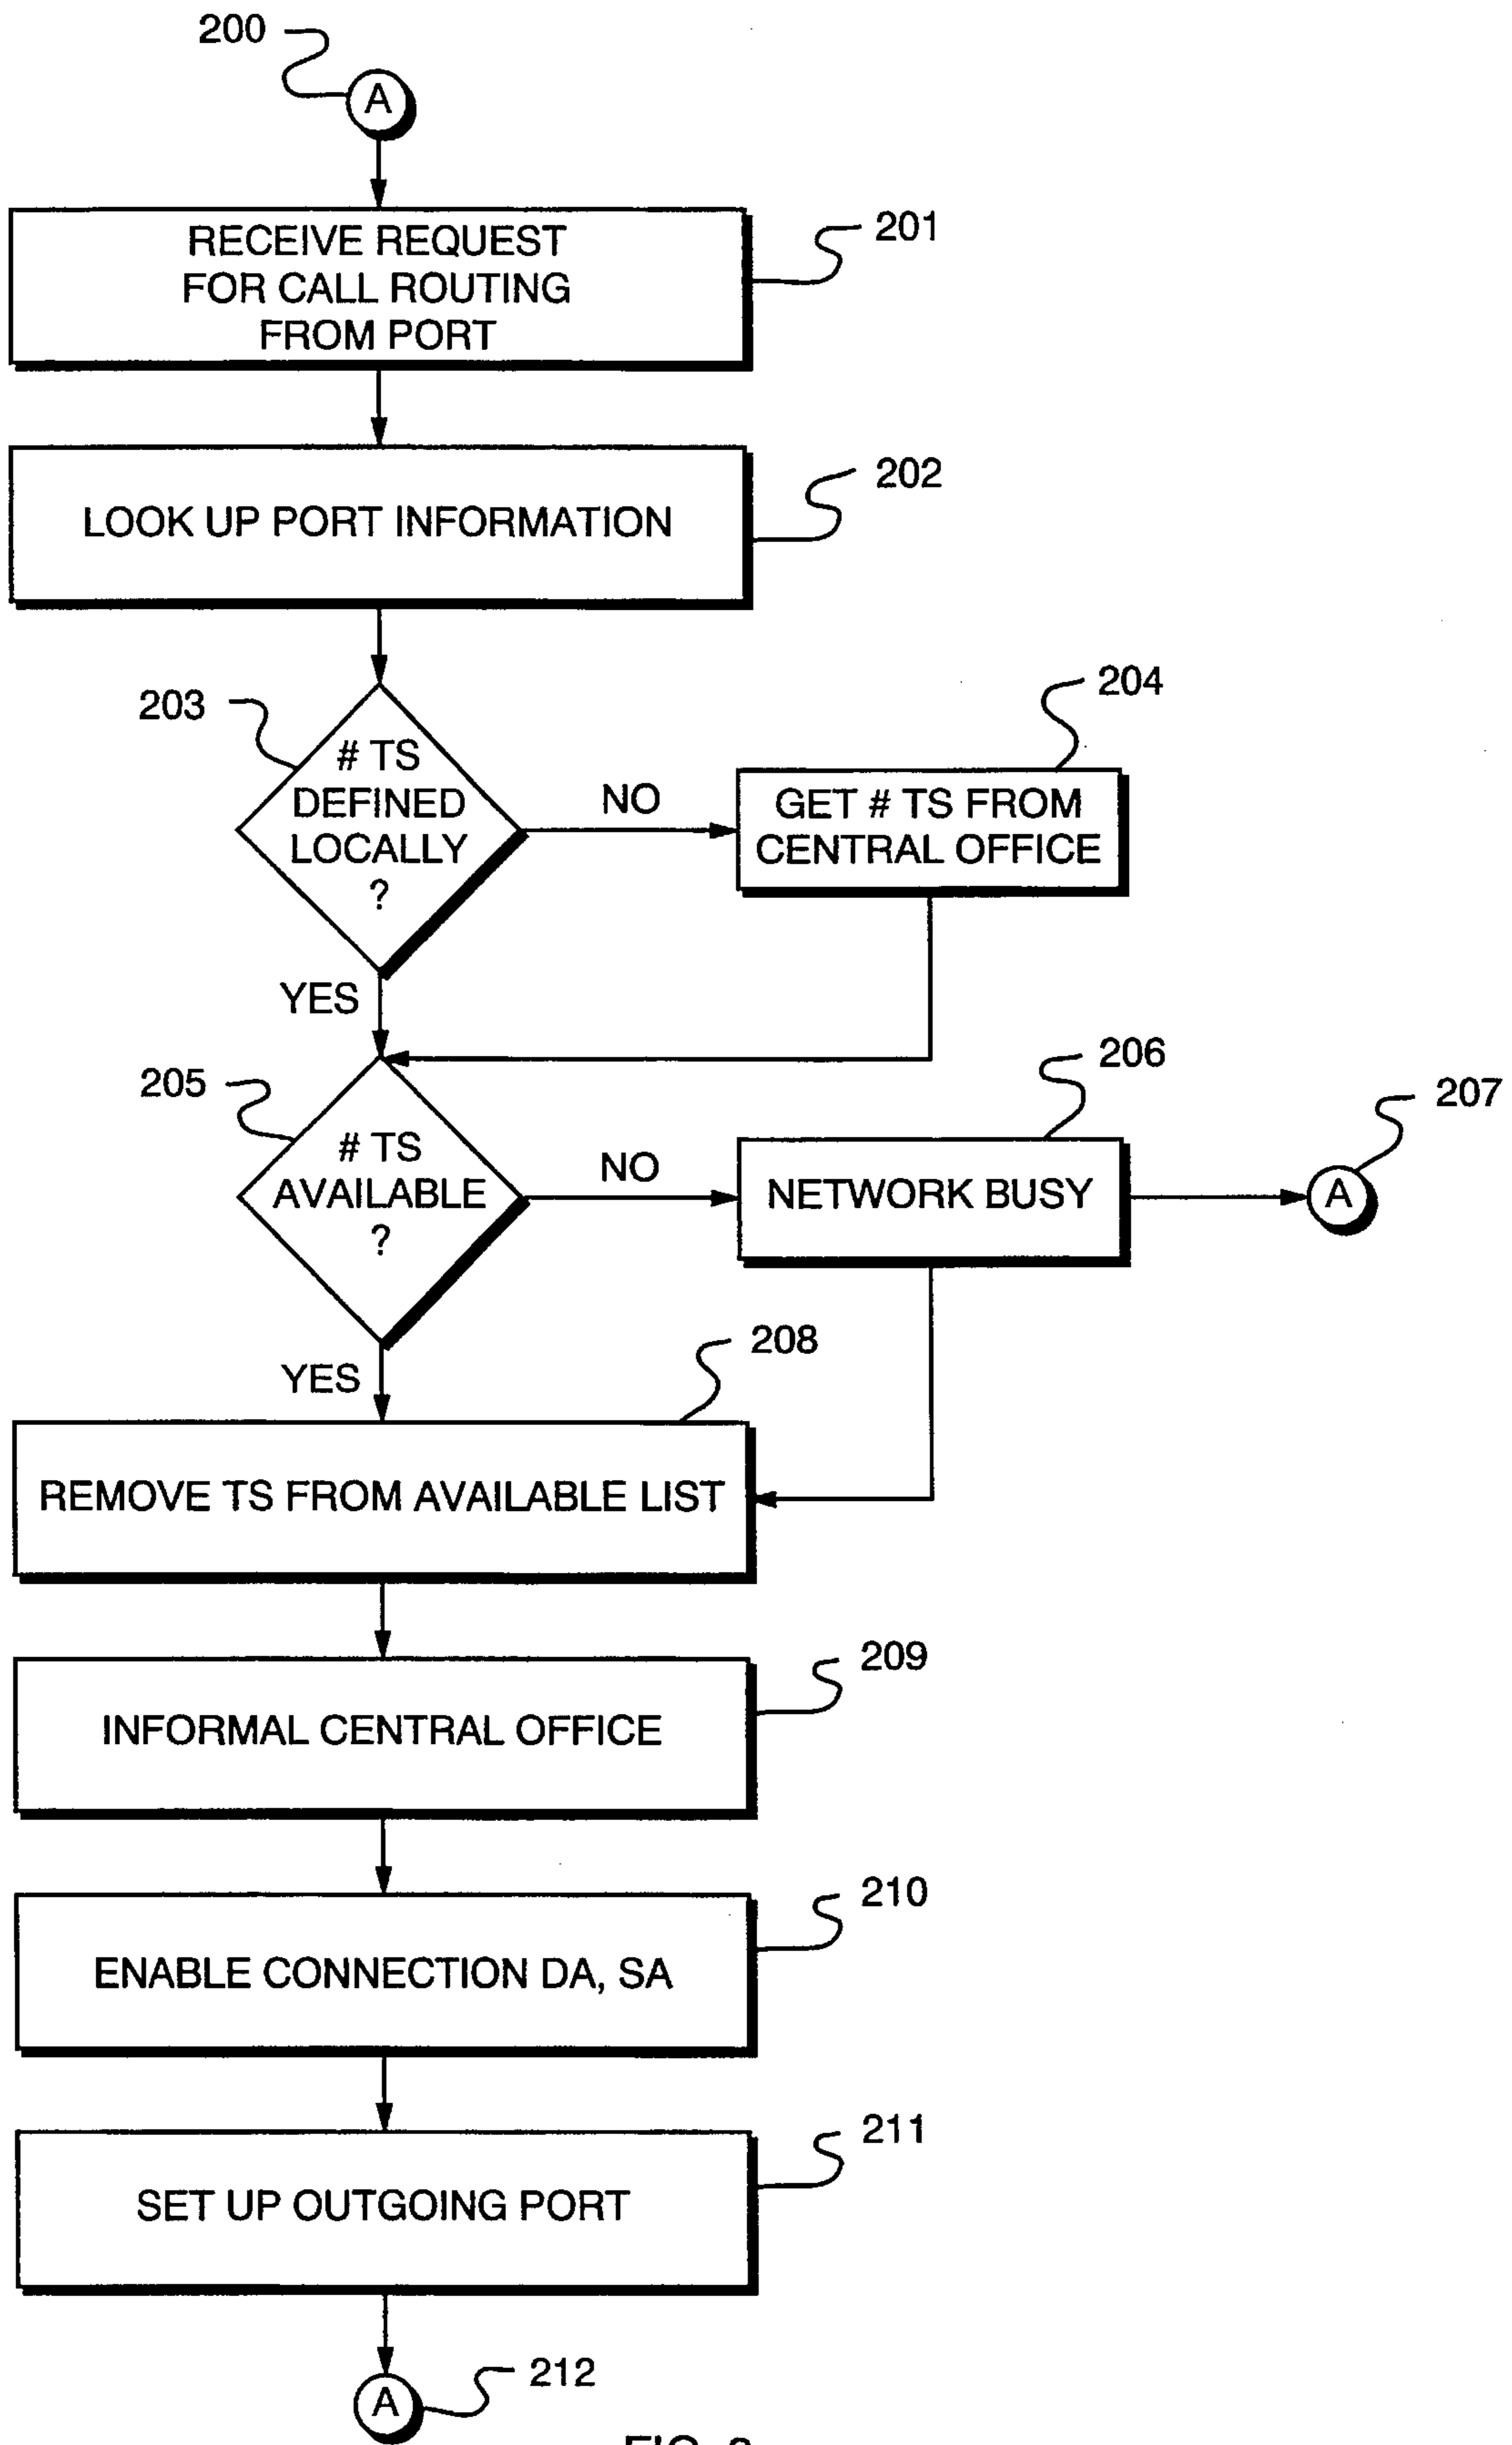 200
A
RECEIVE REQUEST
FOR CALL ROUTING
FROM PORT
201
LOOK UP PORT INFORMATION
202
203
# TS
DEFINED
LOCALLY
?
NO
204
GET # TS FROM
CENTRAL OFFICE
YES
205
# TS
AVAILABLE
?
NO
206
NETWORK BUSY
207
A
YES
208
REMOVE TS FROM AVAILABLE LIST
209
INFORMAL CENTRAL OFFICE
210
ENABLE CONNECTION DA, SA
211
SET UP OUTGOING PORT
A
212